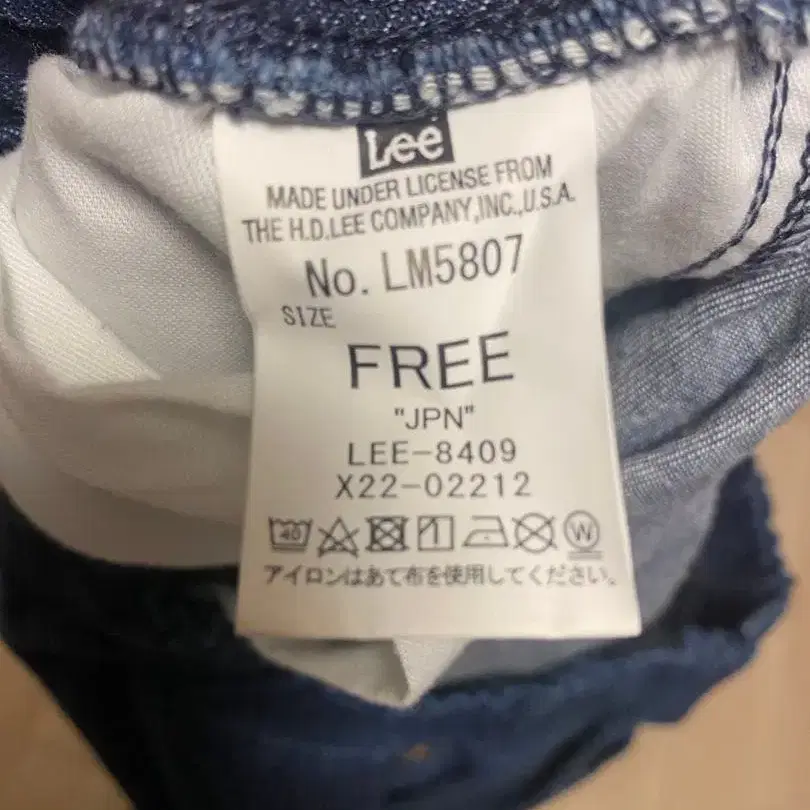 Lee
MADE UNDER LICENSE FROM
THE H.D.LEE COMPANY,INC.,U.S.A.
No. LM5807
SIZE
FREE
"JPN"
LEE-8409
X22-02212
40 W
アイロンはあて布を使用してください。